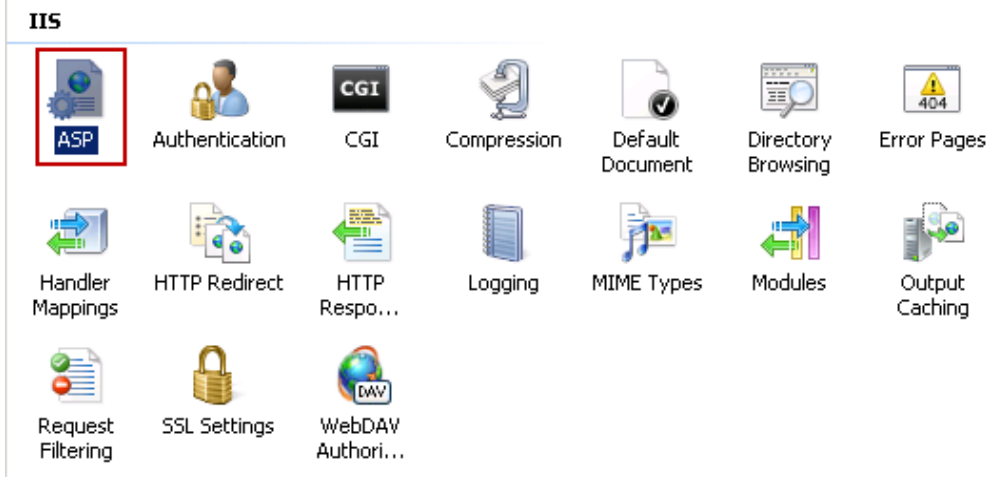 IIS
CGI
404
ASP
Authentication
CGI
Compression
Default
Document
Directory
Browsing
Error Pages
Handler
Mappings
HTTP Redirect
HTTP
Respo...
Logging
MIME Types
Modules
Output
Caching
DAV
Request
Filtering
SSL Settings
WebDAV
Authori...